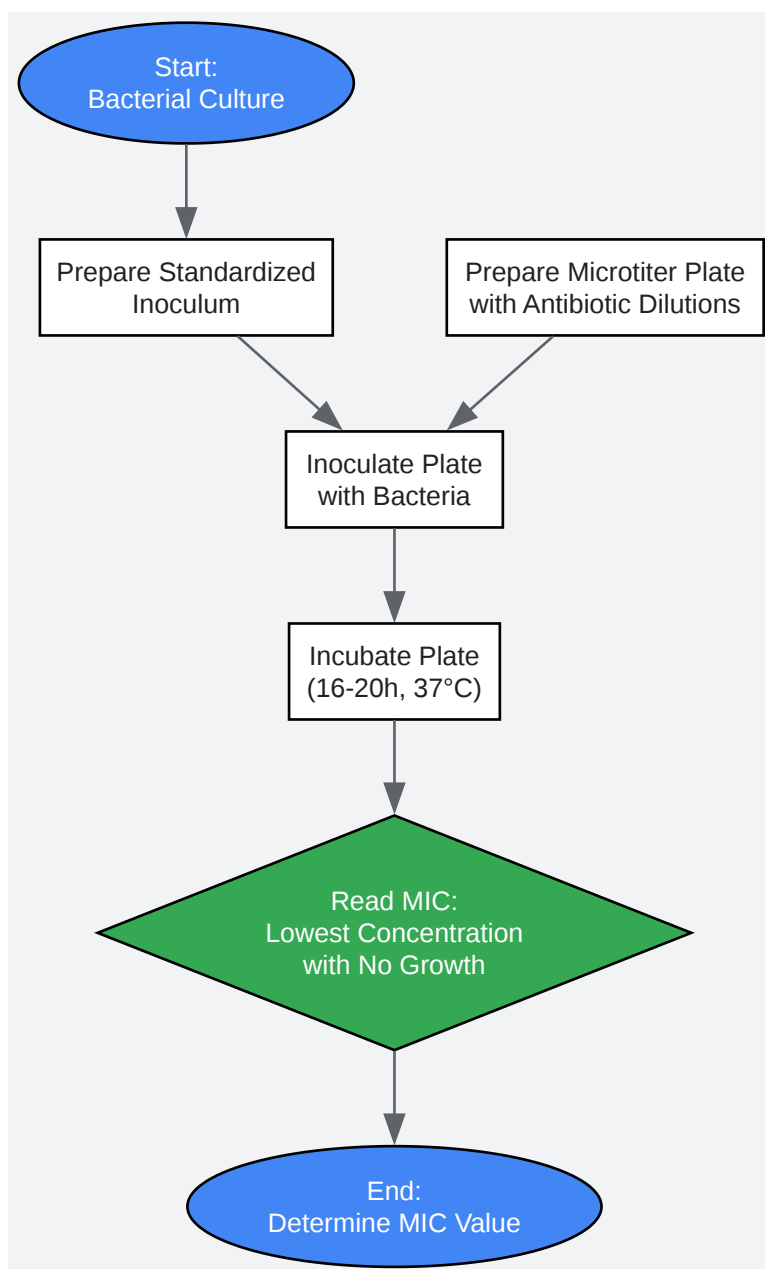 Start:
Bacterial Culture
Prepare Standardized
Inoculum
Prepare Microtiter Plate
with Antibiotic Dilutions
Inoculate Plate
with Bacteria
Incubate Plate
(16-20h, 37°C)
Read MIC:
Lowest Concentration
with No Growth
End:
Determine MIC Value